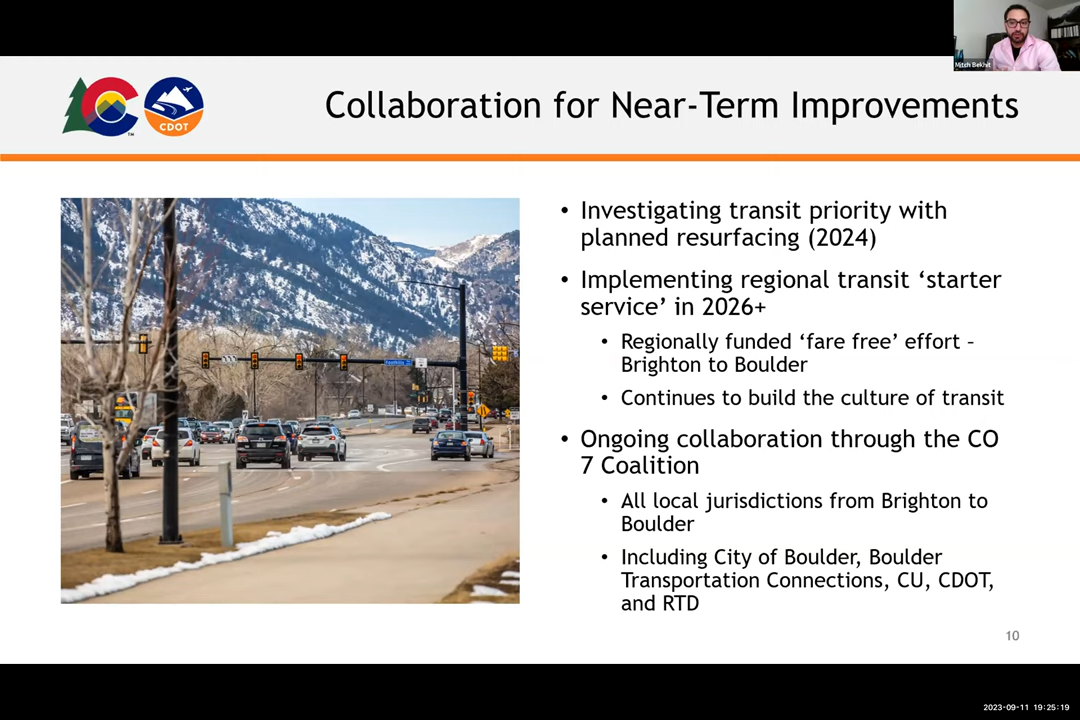 Mitch Bekhit
CDOT
Collaboration for Near-Term Improvements
• Investigating transit priority with
planned resurfacing (2024)
• Implementing regional transit ‘starter
service’ in 2026+
• Regionally funded ‘fare free’ effort –
Brighton to Boulder
• Continues to build the culture of transit
• Ongoing collaboration through the CO
7 Coalition
• All local jurisdictions from Brighton to
Boulder
• Including City of Boulder, Boulder
Transportation Connections, CU, CDOT,
and RTD
10
2023-09-11 19:25:19